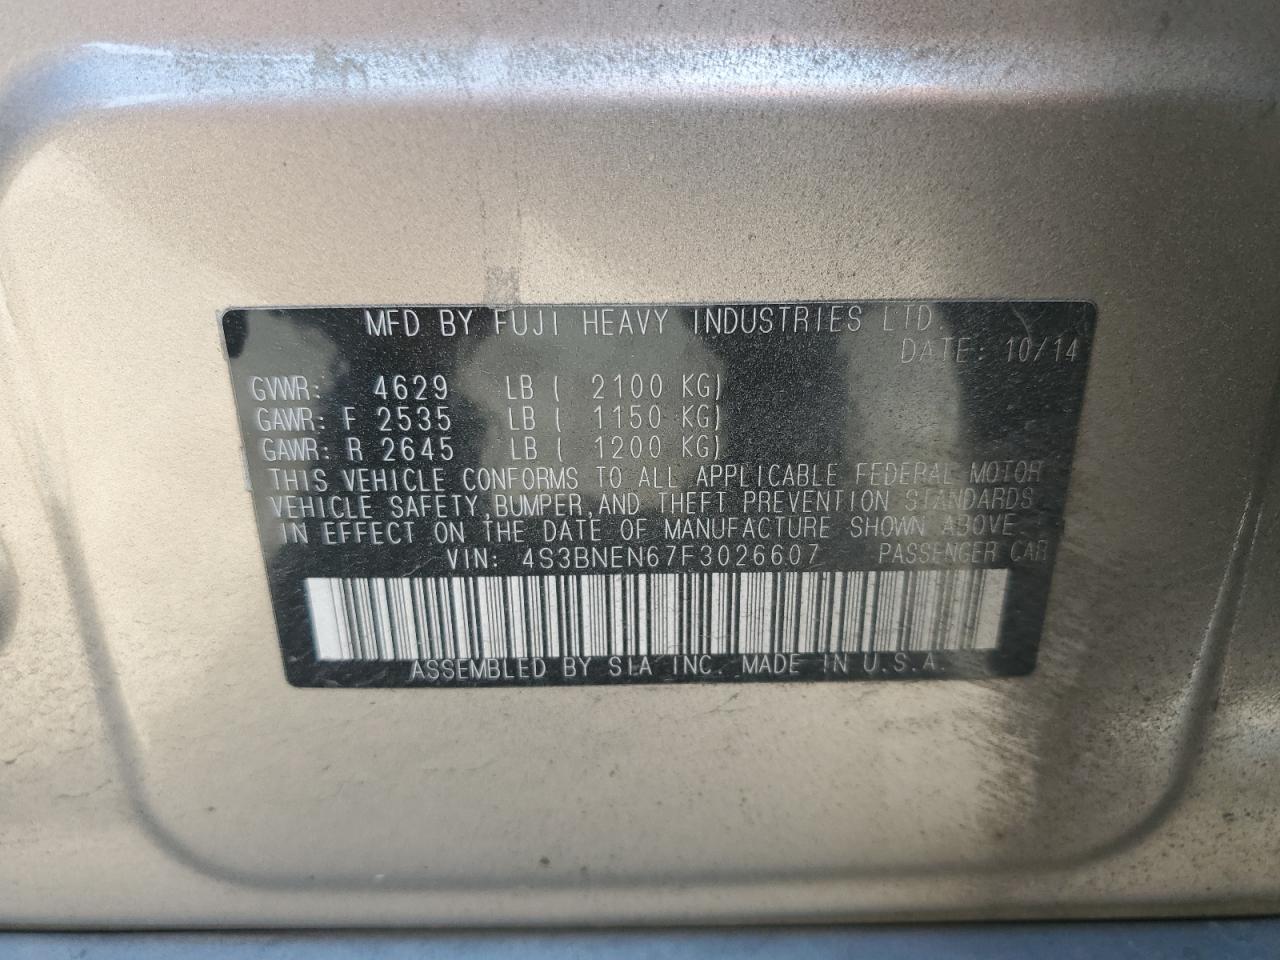 MFD BY FUJI HEAVY INDUSTRIES LTD.
DATE: 10/14
GVWR: 4629 LB ( 2100 KG)
GAWR: F 2535 LB ( 1150 KG)
GAWR: R 2645 LB ( 1200 KG)
THIS VEHICLE CONFORMS TO ALL APPLICABLE FEDERAL MOTOR
VEHICLE SAFETY, BUMPER, AND THEFT PREVENTION STANDARDS
IN EFFECT ON THE DATE OF MANUFACTURE SHOWN ABOVE.
VIN: 4S3BNEN67F3026607 PASSENGER CAR
ASSEMBLED BY SIA INC. MADE IN U.S.A.